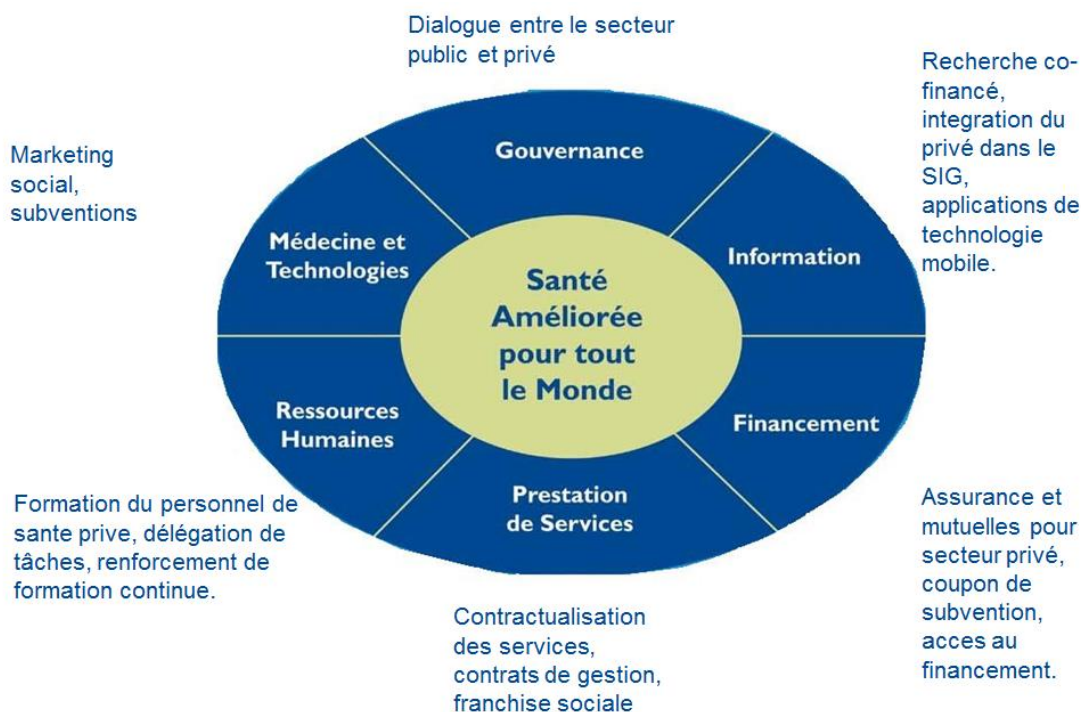 Dialogue entre le secteur
public et privé
Recherche co-
financé,
integration du
privé dans le
SIG,
applications de
technologie
mobile.
Marketing
social,
subventions
Gouvernance
Médecine et
Technologies
Information
Santé
Améliorée
pour tout
le Monde
Ressources
Humaines
Financement
Prestation
de Services
Formation du personnel de
sante prive, délégation de
tâches, renforcement de
formation continue.
Assurance et
mutuelles pour
secteur privé,
coupon de
subvention,
acces au
financement.
Contractualisation
des services,
contrats de gestion,
franchise sociale